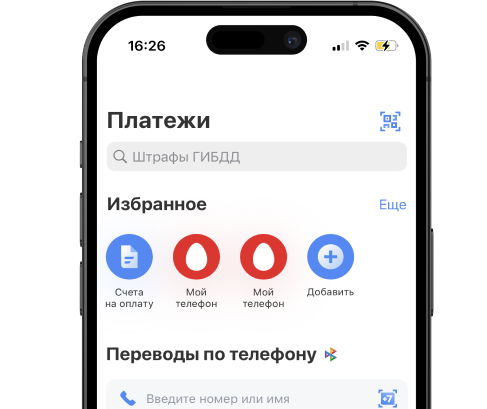 16:26
Платежи
Штрафы ГИБДД
Избранное
Еще
Счета
на оплату
Мой
телефон
Мой
телефон
Добавить
Переводы по телефону
Введите номер или имя
+7